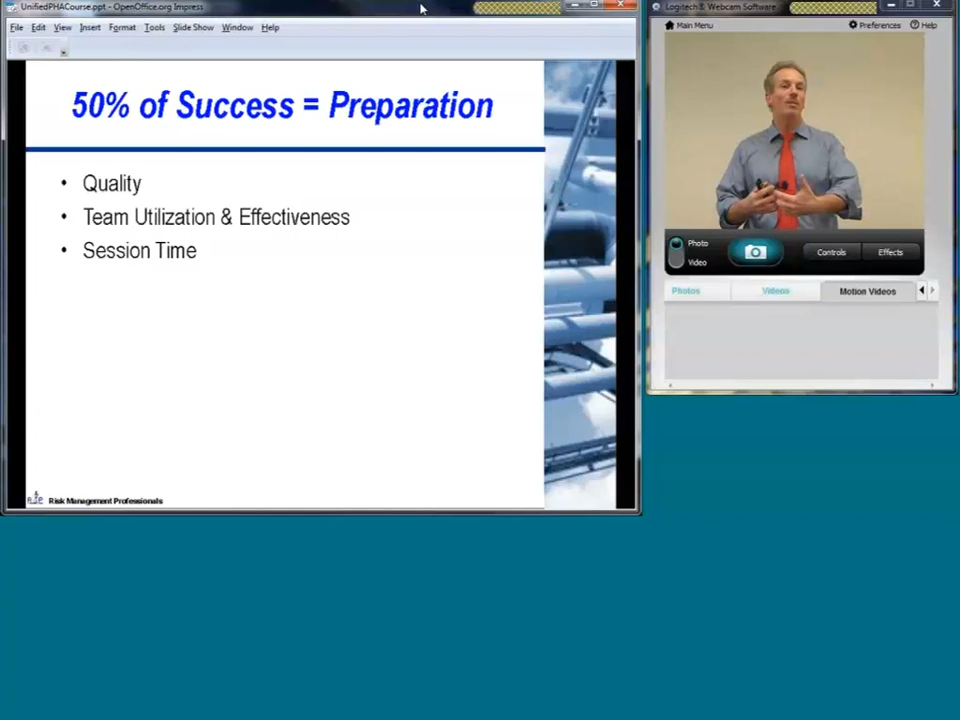 UnifiedPHACourse.ppt - OpenOffice.org Impress
File Edit View Insert Format Tools Slide Show Window Help
50% of Success = Preparation
• Quality
• Team Utilization & Effectiveness
• Session Time
Risk Management Professionals
Logitech® Webcam Software
Main Menu Preferences Help
Photo
Video
Controls Effects
Photos Videos Motion Videos